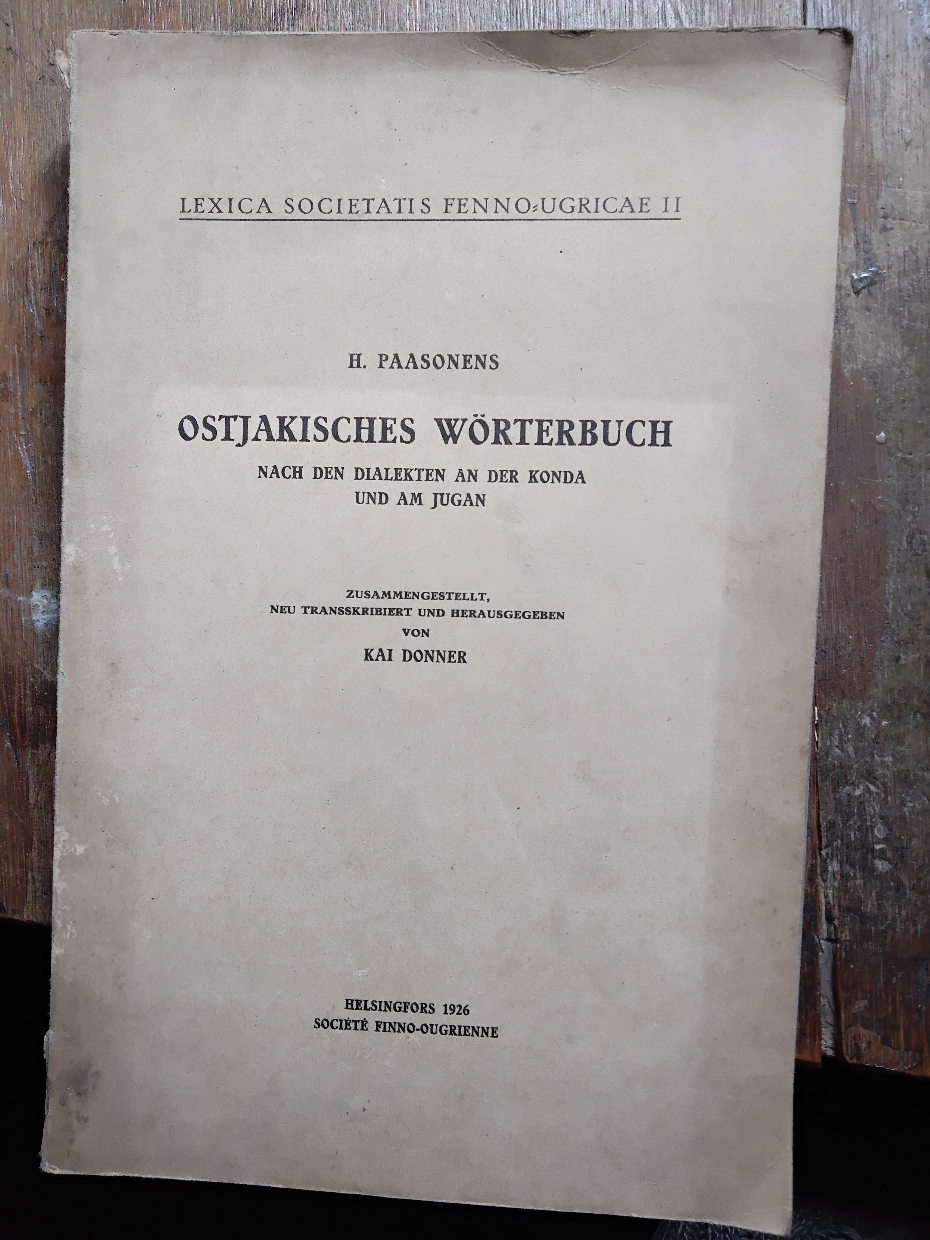 LEXICA SOCIETATIS FENNO-UGRICAE II
H. PAASONENS
OSTJAKISCHES WÖRTERBUCH
NACH DEN DIALEKTEN AN DER KONDA
UND AM JUGAN
ZUSAMMENGESTELLT,
NEU TRANSSKRIBIERT UND HERAUSGEGEBEN
VON
KAI DONNER
HELSINGFORS 1926
SOCIÉTÉ FINNO-OUGRIENNE